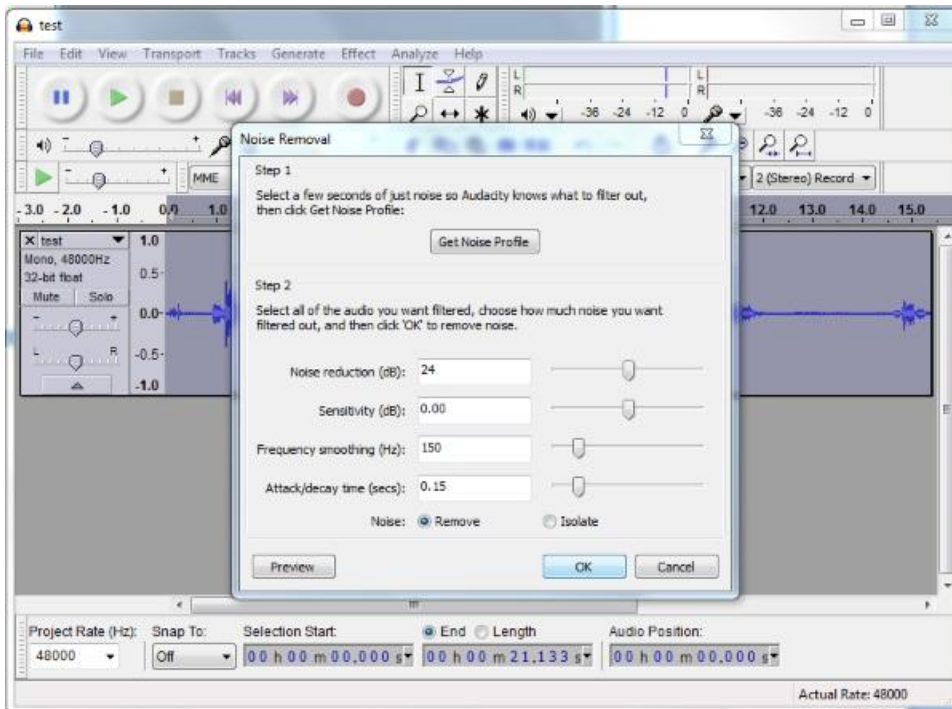 test
File Edit View Transport Tracks Generate Effect Analyze Help
L
R
-36 -24 -12 0
L
R
-36 -24 -12 0
- +
MME
2 (Stereo) Record
- +
-3.0 -2.0 -1.0 0.0 1.0 12.0 13.0 14.0 15.0
X test
Mono, 48000Hz
32-bit float
Mute Solo
- +
L R
1.0
0.5
0.0
-0.5
-1.0
Noise Removal
Step 1
Select a few seconds of just noise so Audacity knows what to filter out,
then click Get Noise Profile:
Get Noise Profile
Step 2
Select all of the audio you want filtered, choose how much noise you want
filtered out, and then click 'OK' to remove noise.
Noise reduction (dB): 24
Sensitivity (dB): 0.00
Frequency smoothing (Hz): 150
Attack/decay time (secs): 0.15
Noise: Remove Isolate
Preview OK Cancel
Project Rate (Hz): Snap To: Selection Start: End Length Audio Position:
48000 Off 00 h 00 m 00.000 s 00 h 00 m 21.133 s 00 h 00 m 00.000 s
Actual Rate: 48000